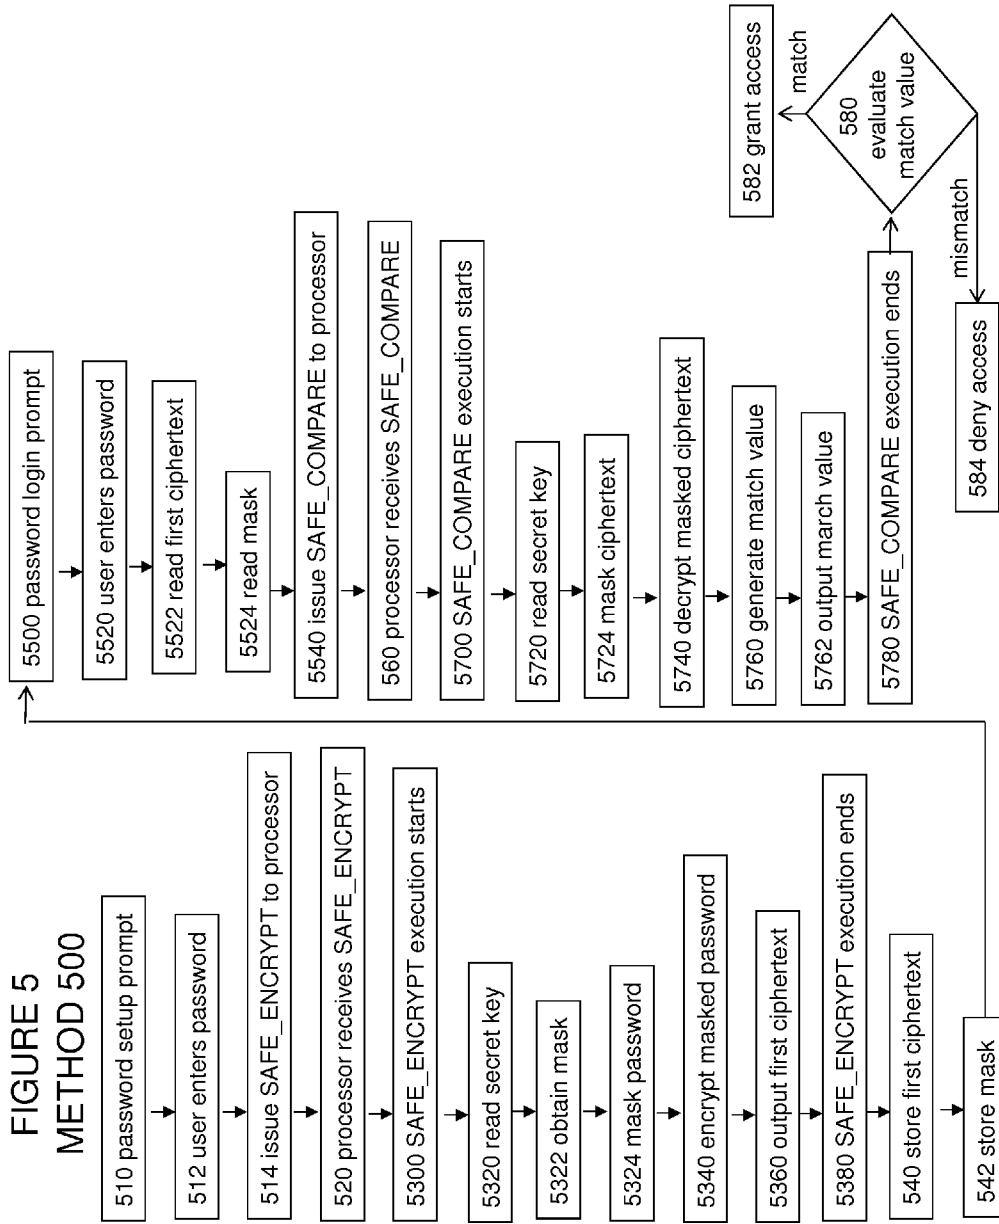 FIGURE 5
METHOD 500
510 password setup prompt
512 user enters password
514 issue SAFE_ENCRYPT to processor
520 processor receives SAFE_ENCRYPT
5300 SAFE_ENCRYPT execution starts
5320 read secret key
5322 obtain mask
5324 mask password
5340 encrypt masked password
5360 output first ciphertext
5380 SAFE_ENCRYPT execution ends
540 store first ciphertext
542 store mask
5500 password login prompt
5520 user enters password
5522 read first ciphertext
5524 read mask
5540 issue SAFE_COMPARE to processor
560 processor receives SAFE_COMPARE
5700 SAFE_COMPARE execution starts
5720 read secret key
5724 mask ciphertext
5740 decrypt masked ciphertext
5760 generate match value
5762 output march value
5780 SAFE_COMPARE execution ends
580
evaluate
match value
match
582 grant access
mismatch
584 deny access